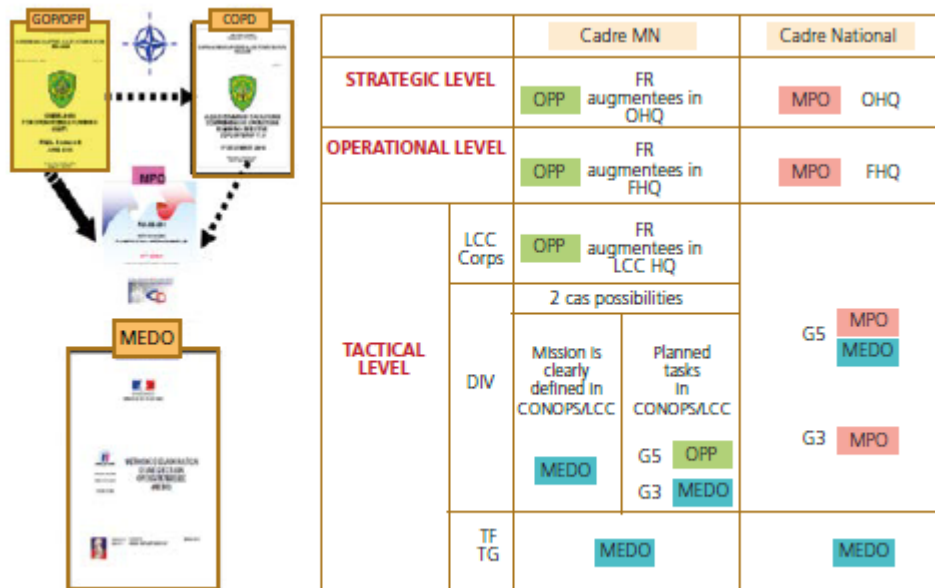 GOP/OPP
COPD
MPO
MEDO
Cadre MN
Cadre National
STRATEGIC LEVEL
OPP
FR
augmentees in
OHQ
MPO OHQ
OPERATIONAL LEVEL
OPP
FR
augmentees in
FHQ
MPO FHQ
TACTICAL
LEVEL
LCC
Corps
OPP
FR
augmentees in
LCC HQ
DIV
2 cas possibilities
Mission is
clearly
defined in
CONOPS/LCC
MEDO
Planned
tasks
in
CONOPS/LCC
G5 OPP
G3 MEDO
G5 MPO
MEDO
G3 MPO
TF
TG
MEDO
MEDO